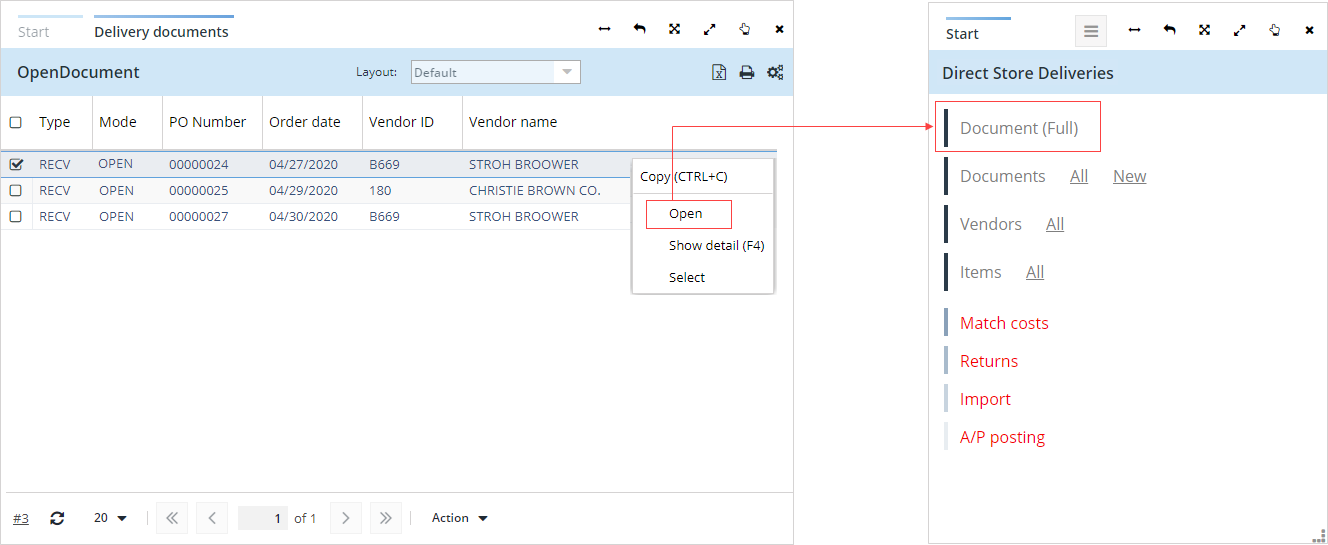 Start Delivery documents
OpenDocument Layout: Default
Type Mode PO Number Order date Vendor ID Vendor name
RECV OPEN 00000024 04/27/2020 B669 STROH BROOWER
RECV OPEN 00000025 04/29/2020 180 CHRISTIE BROWN CO.
RECV OPEN 00000027 04/30/2020 B669 STROH BROOWER
Copy (CTRL+C)
Open
Show detail (F4)
Select
#3 20 1 of 1 Action
Start
Direct Store Deliveries
Document (Full)
Documents All New
Vendors All
Items All
Match costs
Returns
Import
A/P posting